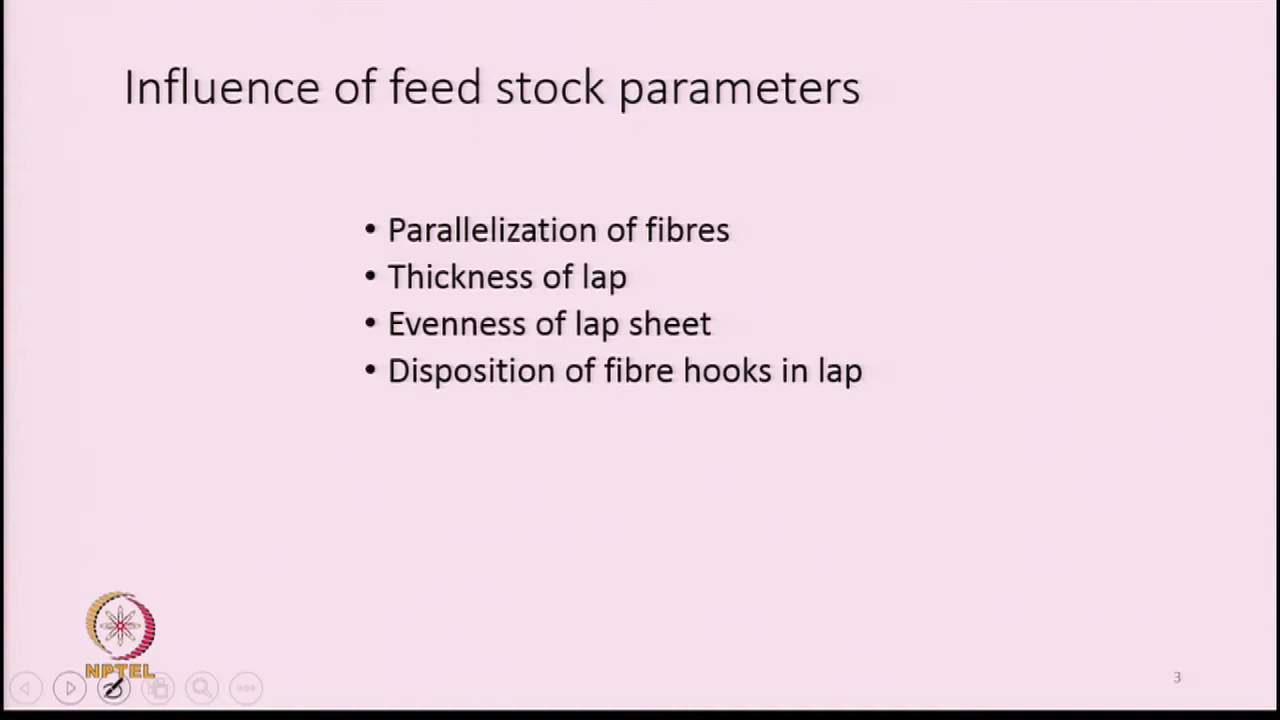 Influence of feed stock parameters
• Parallelization of fibres
• Thickness of lap
• Evenness of lap sheet
• Disposition of fibre hooks in lap
NPTEL
3